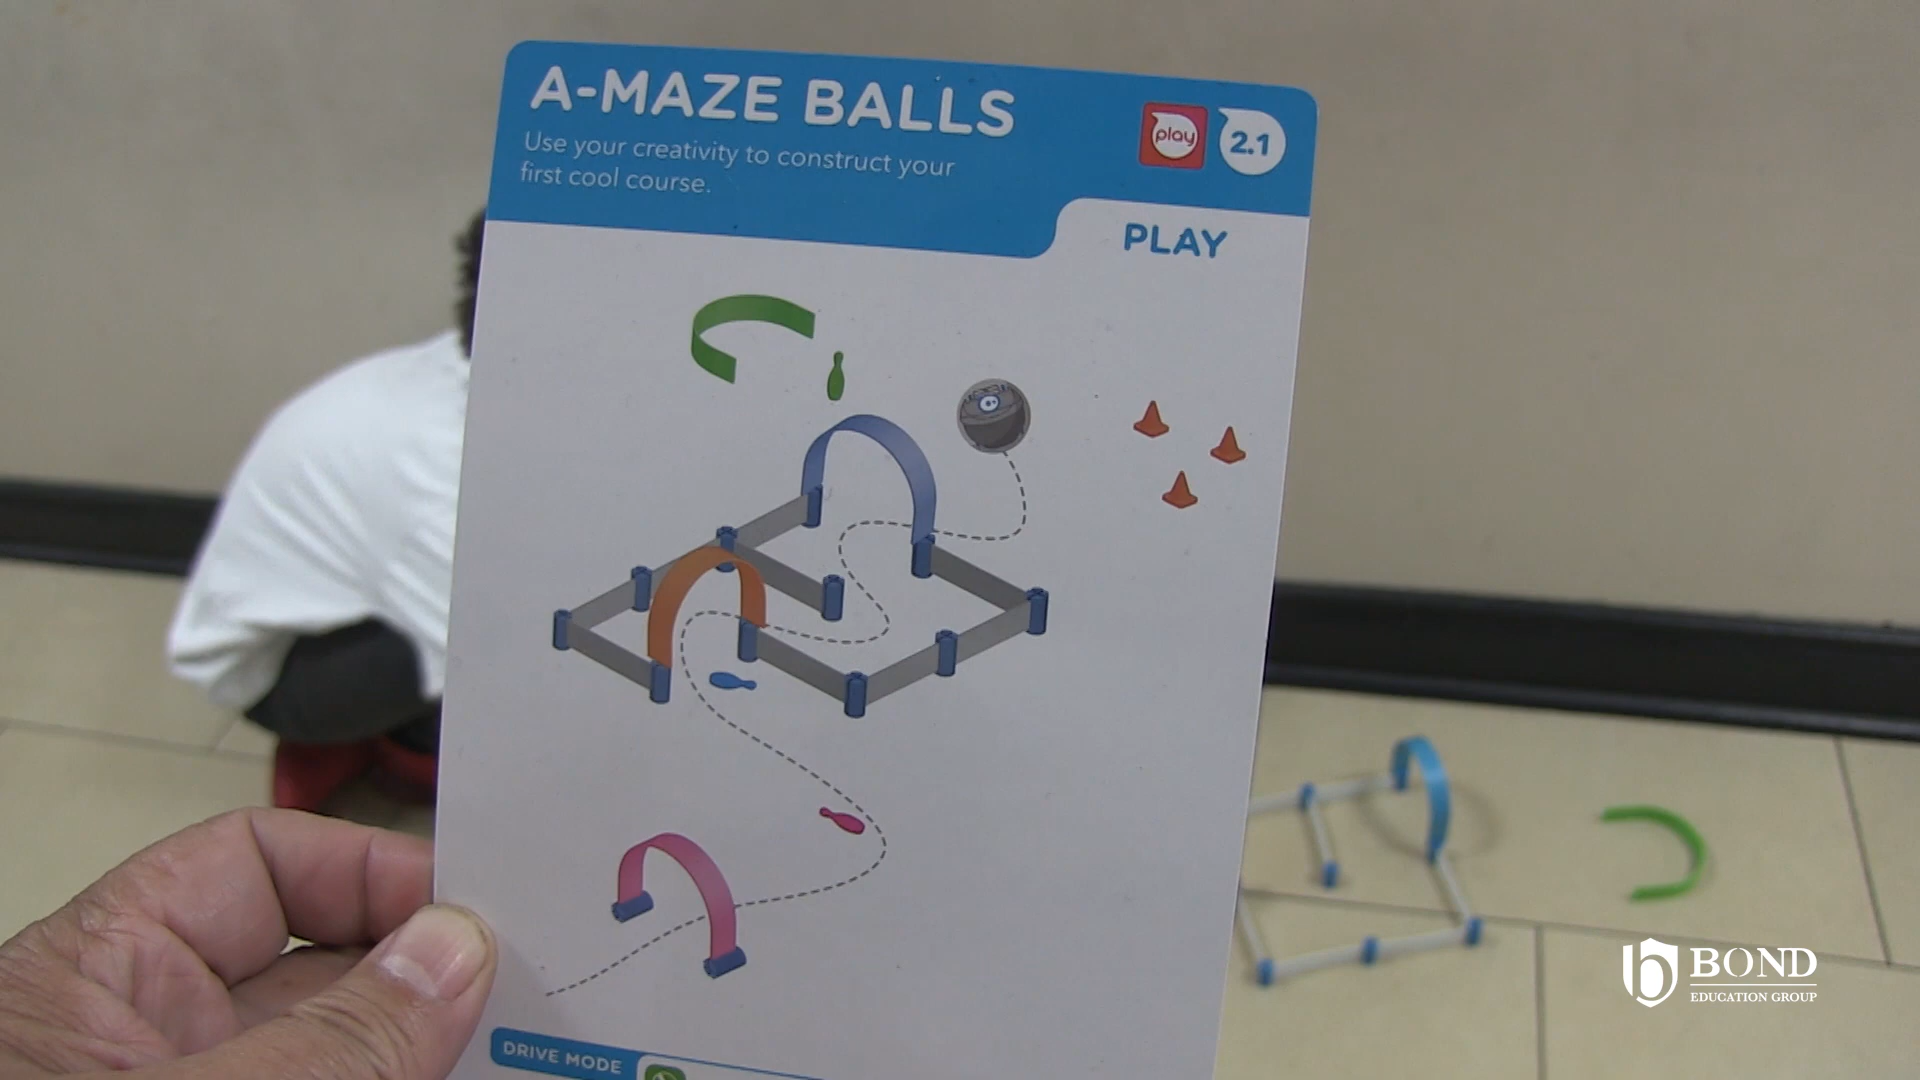 A-MAZE BALLS
Use your creativity to construct your
first cool course.
play
2.1
PLAY
DRIVE MODE
BOND
EDUCATION GROUP